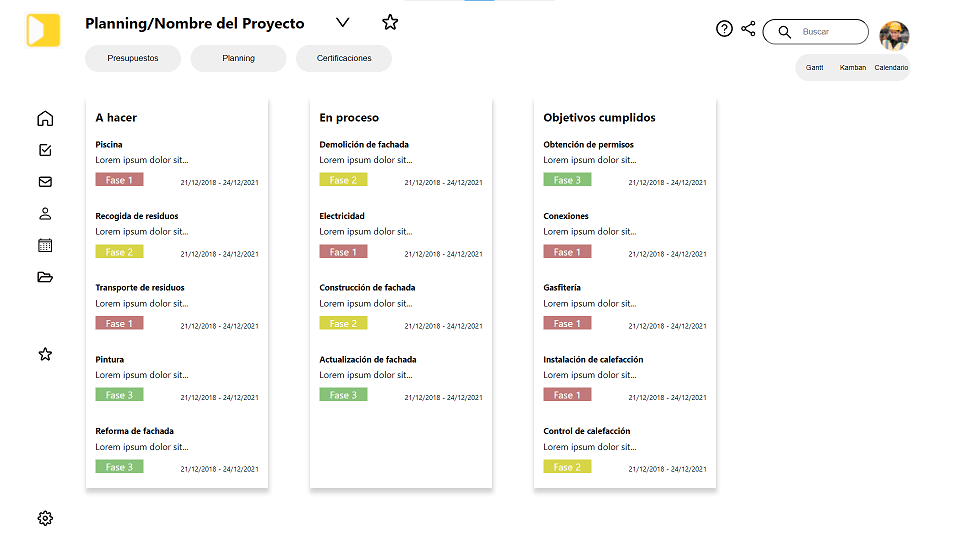 Planning/Nombre del Proyecto
Buscar
Presupuestos
Planning
Certificaciones
Gantt
Kamban
Calendario
A hacer
Piscina
Lorem ipsum dolor sit...
Fase 1
21/12/2018 - 24/12/2021
Recogida de residuos
Lorem ipsum dolor sit...
Fase 2
21/12/2018 - 24/12/2021
Transporte de residuos
Lorem ipsum dolor sit...
Fase 1
21/12/2018 - 24/12/2021
Pintura
Lorem ipsum dolor sit...
Fase 3
21/12/2018 - 24/12/2021
Reforma de fachada
Lorem ipsum dolor sit...
Fase 3
21/12/2018 - 24/12/2021
En proceso
Demolición de fachada
Lorem ipsum dolor sit...
Fase 2
21/12/2018 - 24/12/2021
Electricidad
Lorem ipsum dolor sit...
Fase 1
21/12/2018 - 24/12/2021
Construcción de fachada
Lorem ipsum dolor sit...
Fase 2
21/12/2018 - 24/12/2021
Actualización de fachada
Lorem ipsum dolor sit...
Fase 3
21/12/2018 - 24/12/2021
Objetivos cumplidos
Obtención de permisos
Lorem ipsum dolor sit...
Fase 3
21/12/2018 - 24/12/2021
Conexiones
Lorem ipsum dolor sit...
Fase 1
21/12/2018 - 24/12/2021
Gasfitería
Lorem ipsum dolor sit...
Fase 1
21/12/2018 - 24/12/2021
Instalación de calefacción
Lorem ipsum dolor sit...
Fase 1
21/12/2018 - 24/12/2021
Control de calefacción
Lorem ipsum dolor sit...
Fase 2
21/12/2018 - 24/12/2021